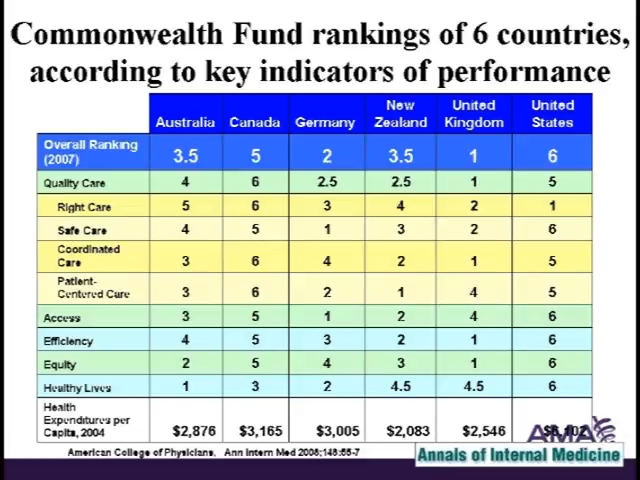 Commonwealth Fund rankings of 6 countries,
according to key indicators of performance
Australia Canada Germany New Zealand United Kingdom United States
Overall Ranking (2007) 3.5 5 2 3.5 1 6
Quality Care 4 6 2.5 2.5 1 5
Right Care 5 6 3 4 2 1
Safe Care 4 5 1 3 2 6
Coordinated Care 3 6 4 2 1 5
Patient-Centered Care 3 6 2 1 4 5
Access 3 5 1 2 4 6
Efficiency 4 5 3 2 1 6
Equity 2 5 4 3 1 6
Healthy Lives 1 3 2 4.5 4.5 6
Health Expenditures per Capita, 2004 $2,876 $3,165 $3,005 $2,083 $2,546 $6,102
AMA
American College of Physicians, Ann Intern Med 2008;148:55-7
Annals of Internal Medicine